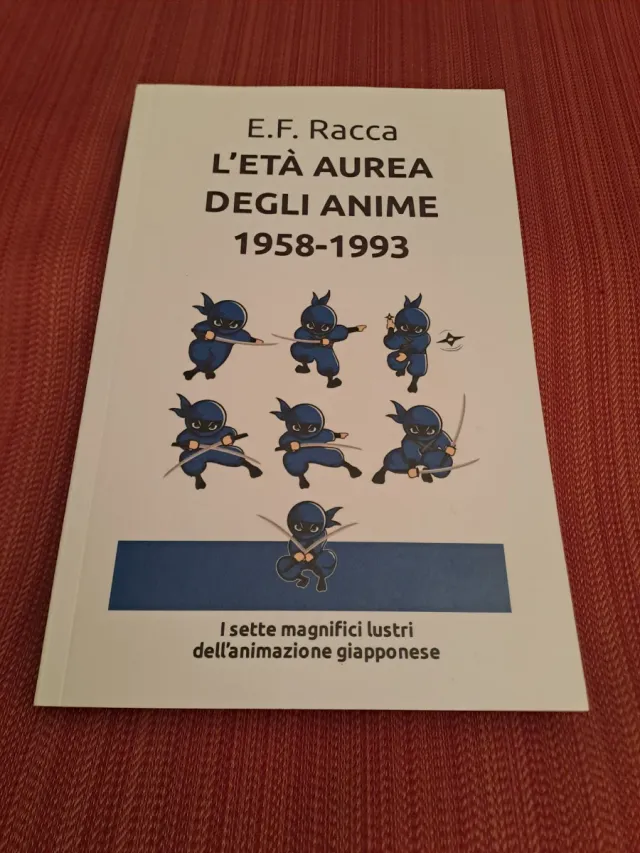 E.F. Racca
L'ETÀ AUREA
DEGLI ANIME
1958-1993
I sette magnifici lustri
dell'animazione giapponese